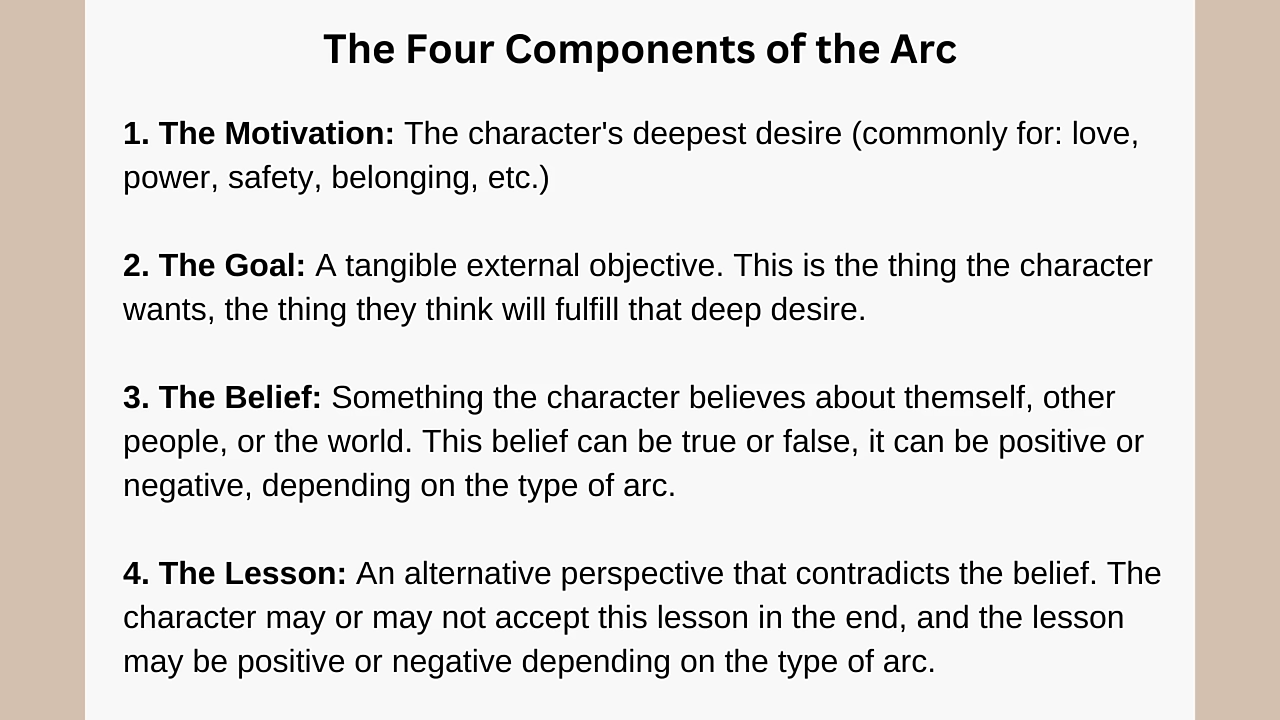 The Four Components of the Arc
1. The Motivation: The character's deepest desire (commonly for: love,
power, safety, belonging, etc.)
2. The Goal: A tangible external objective. This is the thing the character
wants, the thing they think will fulfill that deep desire.
3. The Belief: Something the character believes about themself, other
people, or the world. This belief can be true or false, it can be positive or
negative, depending on the type of arc.
4. The Lesson: An alternative perspective that contradicts the belief. The
character may or may not accept this lesson in the end, and the lesson
may be positive or negative depending on the type of arc.